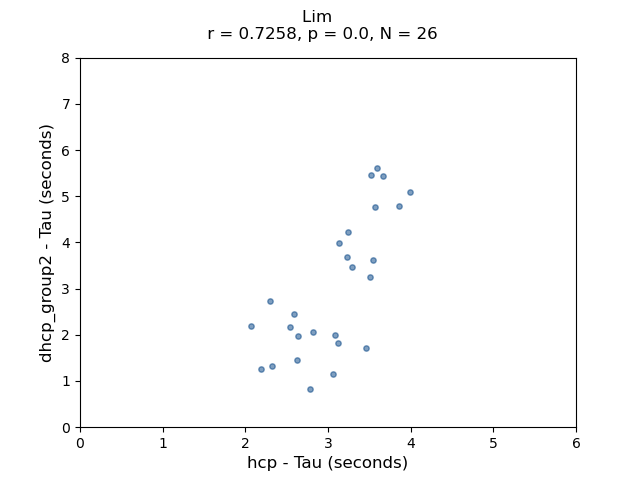 Lim
r = 0.7258, p = 0.0, N = 26
8
7
6
5
4
3
2
1
0
dhcp_group2 - Tau (seconds)
0 1 2 3 4 5 6
hcp - Tau (seconds)